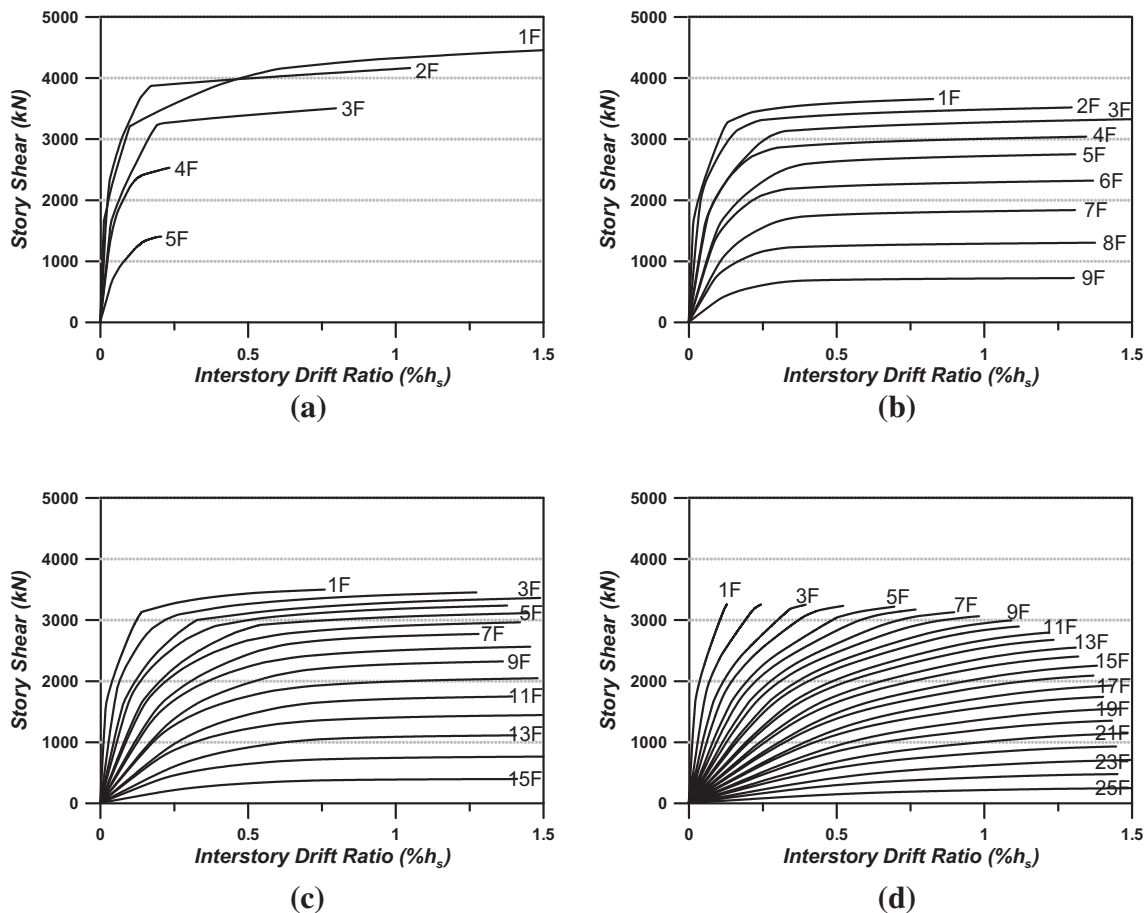 5000
4000
3000
2000
1000
0
Story Shear (kN)
1F
2F
3F
4F
5F
0 0.5 1 1.5
Interstory Drift Ratio (%hs)
(a)
5000
4000
3000
2000
1000
0
Story Shear (kN)
1F
2F
3F
4F
5F
6F
7F
8F
9F
0 0.5 1 1.5
Interstory Drift Ratio (%hs)
(b)
5000
4000
3000
2000
1000
0
Story Shear (kN)
1F
3F
5F
7F
9F
11F
13F
15F
0 0.5 1 1.5
Interstory Drift Ratio (%hs)
(c)
5000
4000
3000
2000
1000
0
Story Shear (kN)
1F
3F
5F
7F
9F
11F
13F
15F
17F
19F
21F
23F
25F
0 0.5 1 1.5
Interstory Drift Ratio (%hs)
(d)